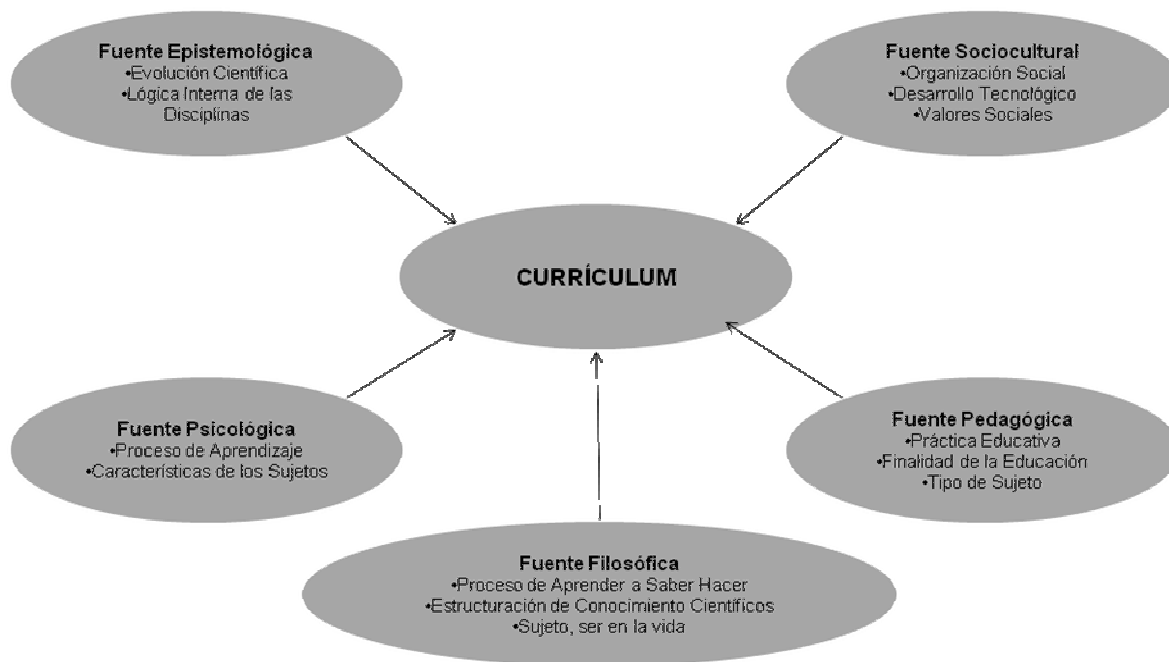 Fuente Epistemológica
•Evolución Científica
•Lógica Interna de las
Disciplinas
Fuente Sociocultural
•Organización Social
•Desarrollo Tecnológico
•Valores Sociales
CURRÍCULUM
Fuente Psicológica
•Proceso de Aprendizaje
•Características de los Sujetos
Fuente Pedagógica
•Práctica Educativa
•Finalidad de la Educación
•Tipo de Sujeto
Fuente Filosófica
•Proceso de Aprender a Saber Hacer
•Estructuración de Conocimiento Científicos
•Sujeto, ser en la vida